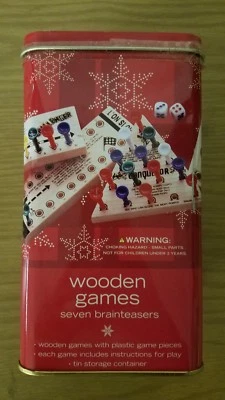 CONQUERORS
WARNING:
CHOKING HAZARD - SMALL PARTS
NOT FOR CHILDREN UNDER 3 YEARS
wooden
games
seven brainteasers
· wooden games with plastic game pieces
· each game includes instructions for play
· tin storage container